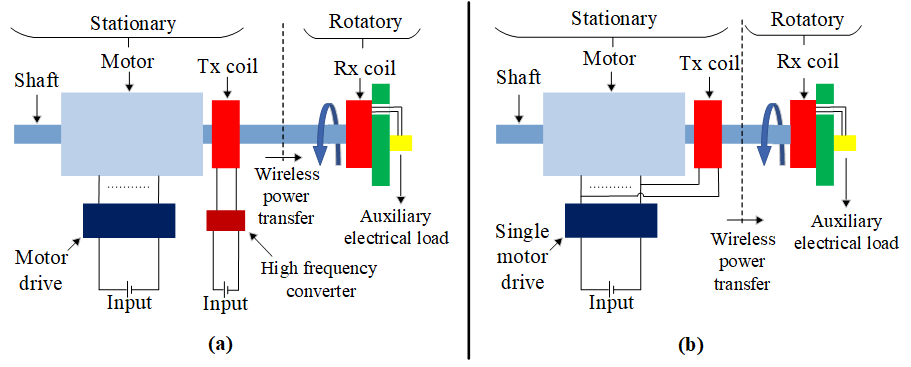 Stationary
Rotatory
Motor
Tx coil
Rx coil
Shaft
Wireless
power
transfer
Auxiliary
electrical load
Motor
drive
High frequency
converter
Input
Input
(a)
Stationary
Rotatory
Motor
Tx coil
Rx coil
Shaft
Single
motor
drive
Wireless
power
transfer
Auxiliary
electrical load
Input
(b)